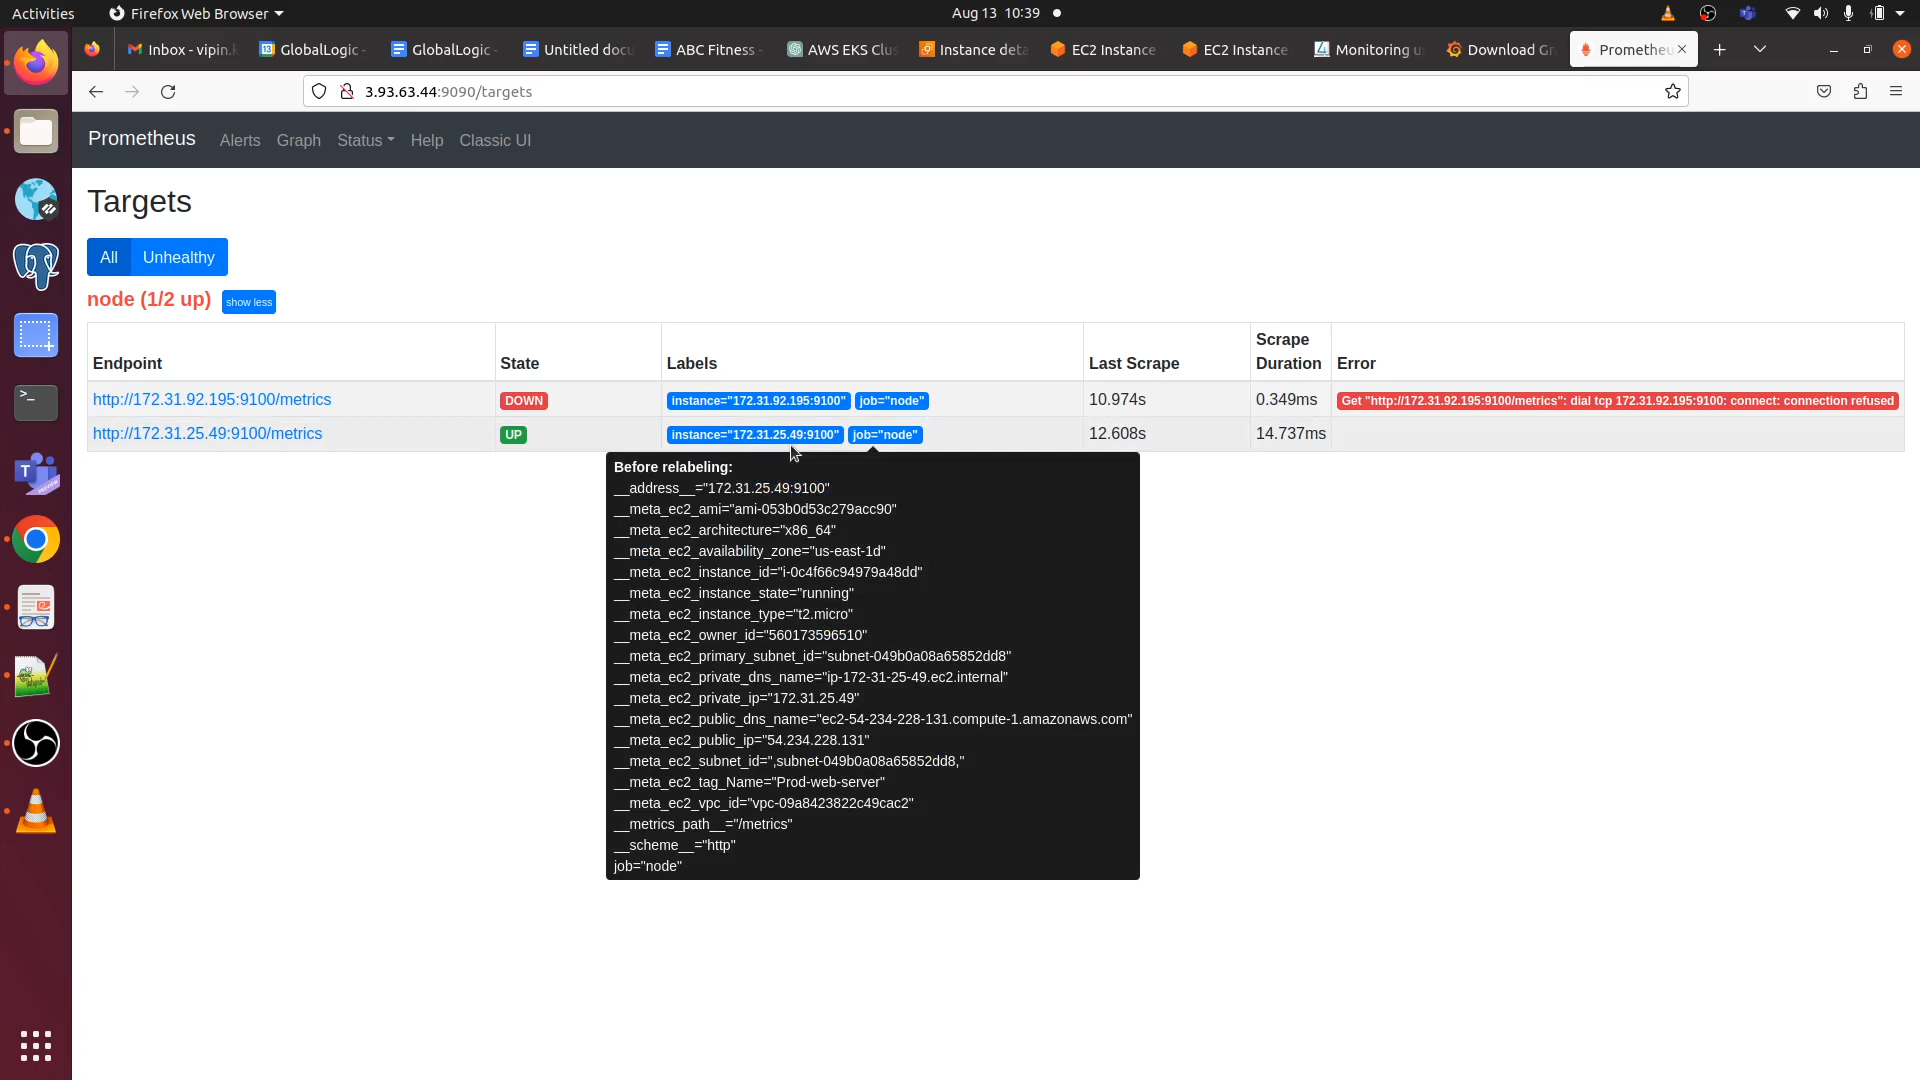 Activities Firefox Web Browser Aug 13 10:39
Inbox - vipin.k GlobalLogic - GlobalLogic - Untitled docu ABC Fitness - AWS EKS Clus Instance deta EC2 Instance EC2 Instance Monitoring u Download Gr Prometheu
3.93.63.44:9090/targets
Prometheus Alerts Graph Status Help Classic UI
Targets
All Unhealthy
node (1/2 up) show less
Endpoint State Labels Last Scrape Scrape Duration Error
http://172.31.92.195:9100/metrics DOWN instance="172.31.92.195:9100" job="node" 10.974s 0.349ms Get "http://172.31.92.195:9100/metrics": dial tcp 172.31.92.195:9100: connect: connection refused
http://172.31.25.49:9100/metrics UP instance="172.31.25.49:9100" job="node" 12.608s 14.737ms
Before relabeling:
__address__="172.31.25.49:9100"
__meta_ec2_ami="ami-053b0d53c279acc90"
__meta_ec2_architecture="x86_64"
__meta_ec2_availability_zone="us-east-1d"
__meta_ec2_instance_id="i-0c4f66c94979a48dd"
__meta_ec2_instance_state="running"
__meta_ec2_instance_type="t2.micro"
__meta_ec2_owner_id="560173596510"
__meta_ec2_primary_subnet_id="subnet-049b0a08a65852dd8"
__meta_ec2_private_dns_name="ip-172-31-25-49.ec2.internal"
__meta_ec2_private_ip="172.31.25.49"
__meta_ec2_public_dns_name="ec2-54-234-228-131.compute-1.amazonaws.com"
__meta_ec2_public_ip="54.234.228.131"
__meta_ec2_subnet_id=",subnet-049b0a08a65852dd8,"
__meta_ec2_tag_Name="Prod-web-server"
__meta_ec2_vpc_id="vpc-09a8423822c49cac2"
__metrics_path__="/metrics"
__scheme__="http"
job="node"